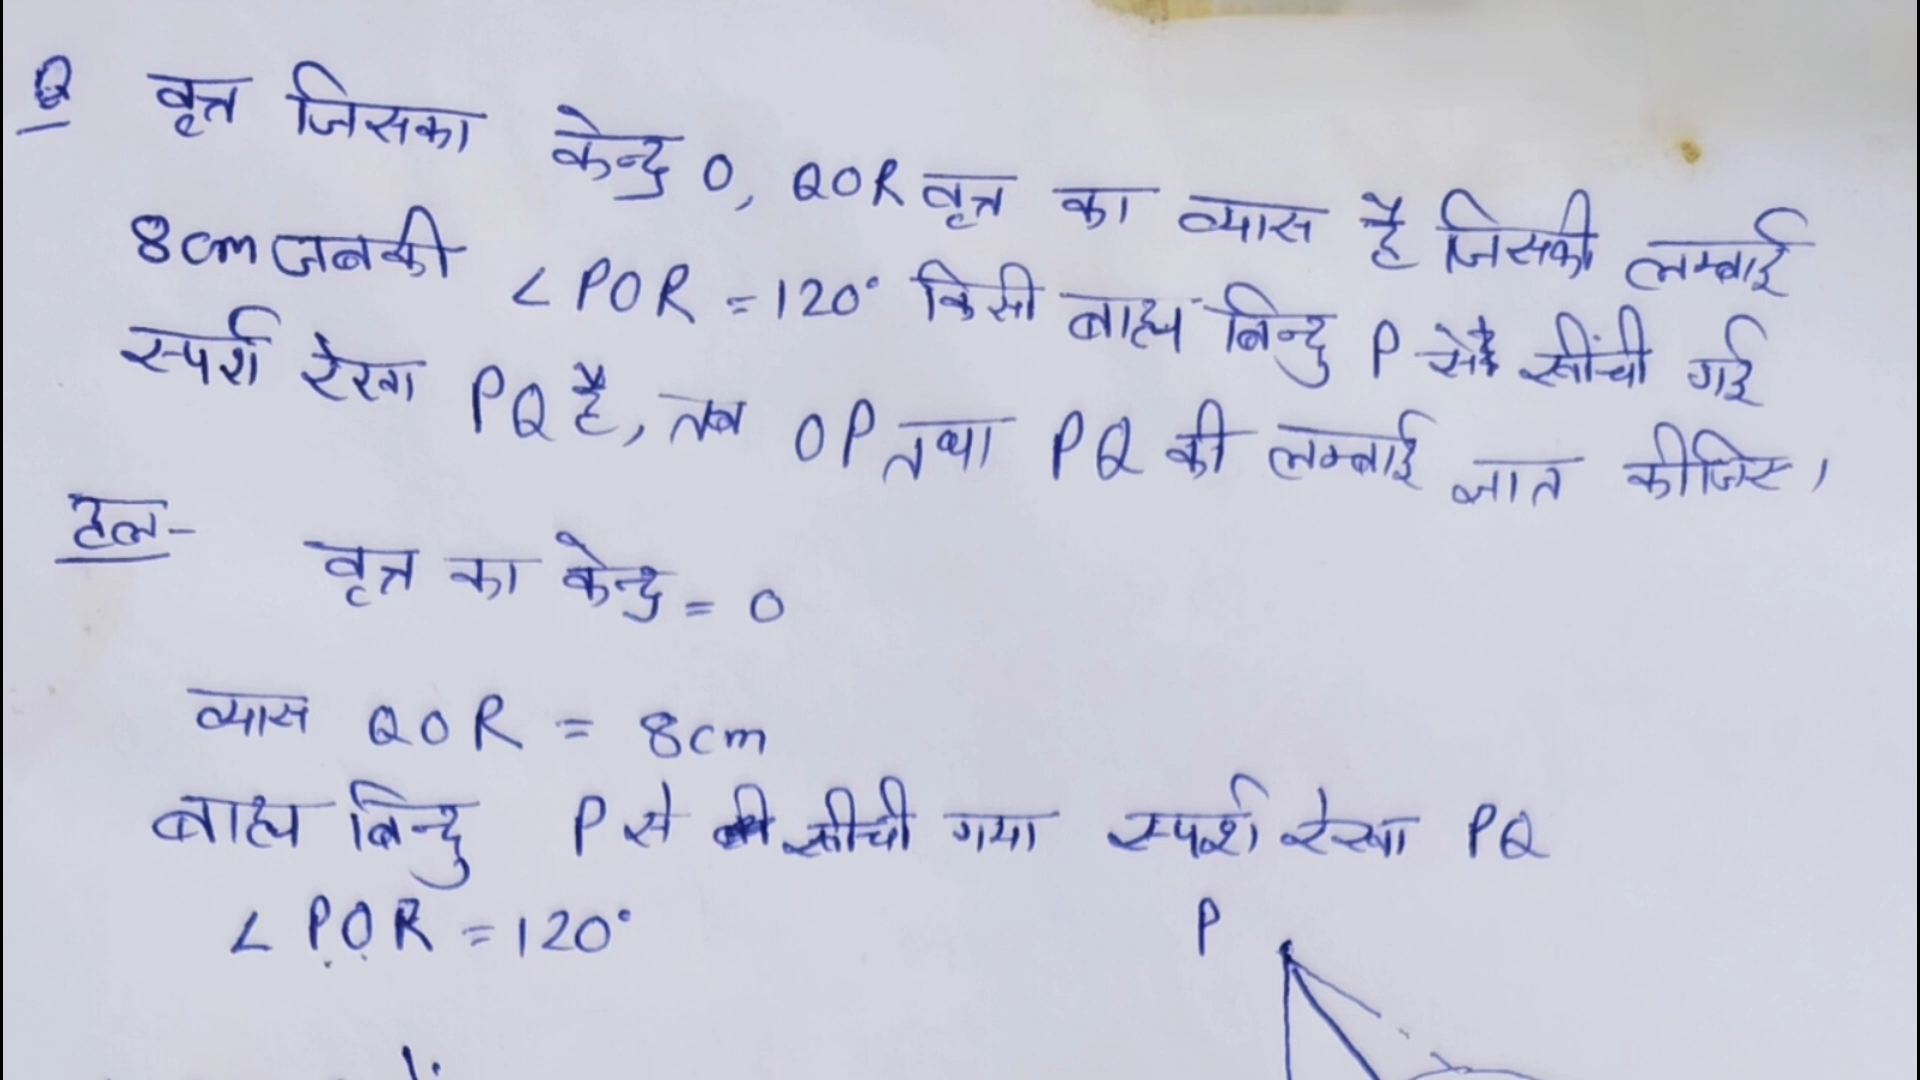 Q वृत्त जिसका केन्द्र O, QOR वृत्त का व्यास है जिसकी लम्बाई
8cm जबकी ∠POR = 120° किसी बाह्य बिन्दु P से खींची गई
स्पर्श रेखा PQ है, तब OP तथा PQ की लम्बाई ज्ञात कीजिए।
हल- वृत्त का केन्द्र = O
व्यास QOR = 8cm
बाह्य बिन्दु P से खींची गया स्पर्श रेखा PQ
∠POR = 120°
P